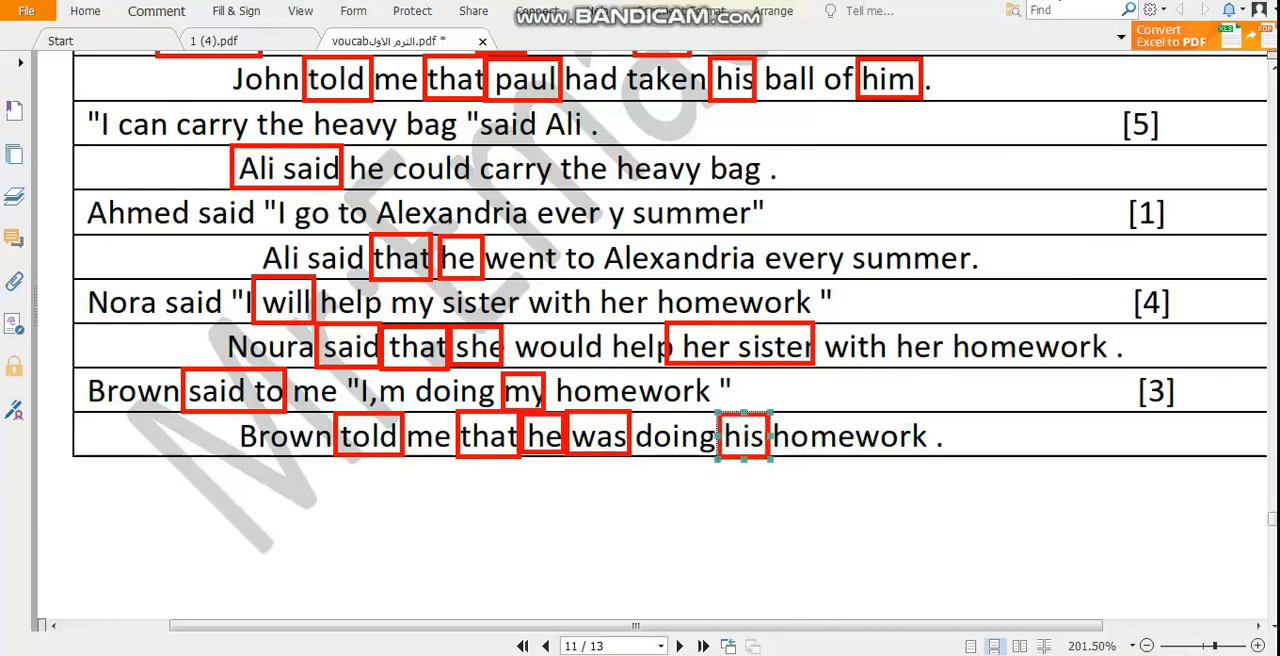 File Home Comment Fill & Sign View Form Protect Share Connect Format Arrange Tell me... Find
www.BANDICAM.com
Start 1 (4).pdf voucabالترم الاول.pdf * Convert Excel to PDF
John told me that paul had taken his ball of him .
"I can carry the heavy bag "said Ali . [5]
Ali said he could carry the heavy bag .
Ahmed said "I go to Alexandria ever y summer" [1]
Ali said that he went to Alexandria every summer.
Nora said "I will help my sister with her homework " [4]
Noura said that she would help her sister with her homework .
Brown said to me "I,m doing my homework " [3]
Brown told me that he was doing his homework .
11 / 13 201.50%